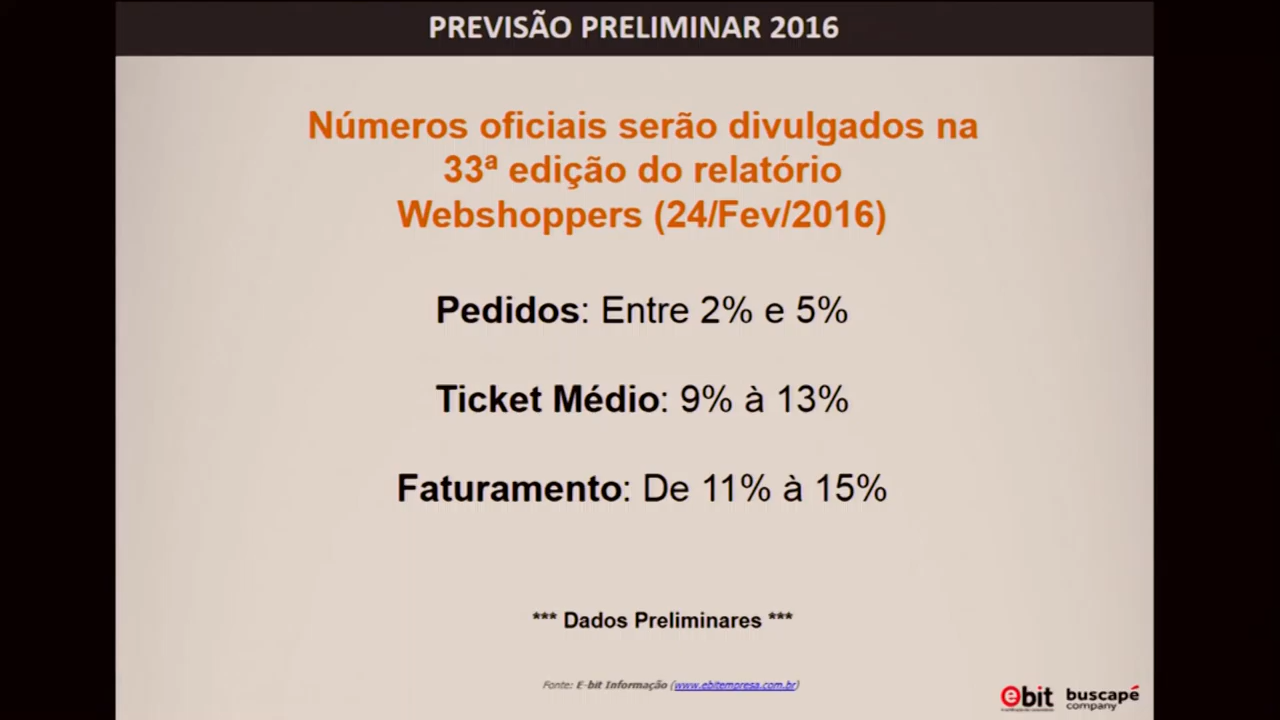 PREVISÃO PRELIMINAR 2016
Números oficiais serão divulgados na
33ª edição do relatório
Webshoppers (24/Fev/2016)
Pedidos: Entre 2% e 5%
Ticket Médio: 9% à 13%
Faturamento: De 11% à 15%
*** Dados Preliminares ***
Fonte: E-bit Informação (www.ebitempresa.com.br)
ebit
buscapé
company